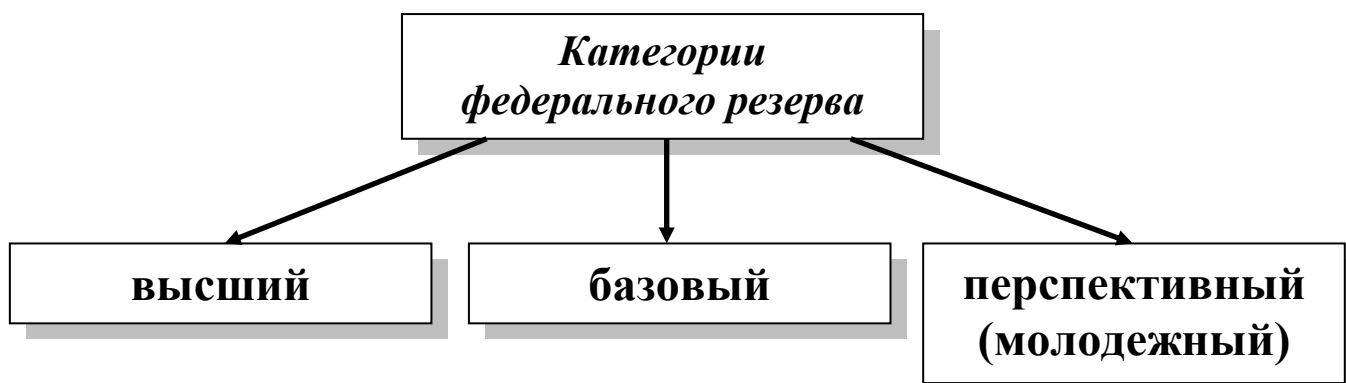 Категории
федерального резерва
высший
базовый
перспективный
(молодежный)